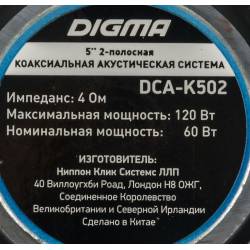 DIGMA
5'' 2-полосная
КОАКСИАЛЬНАЯ АКУСТИЧЕСКАЯ СИСТЕМА
DCA-K502
Импеданс: 4 Ом
Максимальная мощность: 120 Вт
Номинальная мощность: 60 Вт
ИЗГОТОВИТЕЛЬ:
Ниппон Клик Системс ЛЛП
40 Виллоугхби Роад, Лондон Н8 ОЖГ,
Соединенное Королевство
Великобритании и Северной Ирландии
Сделано в Китае